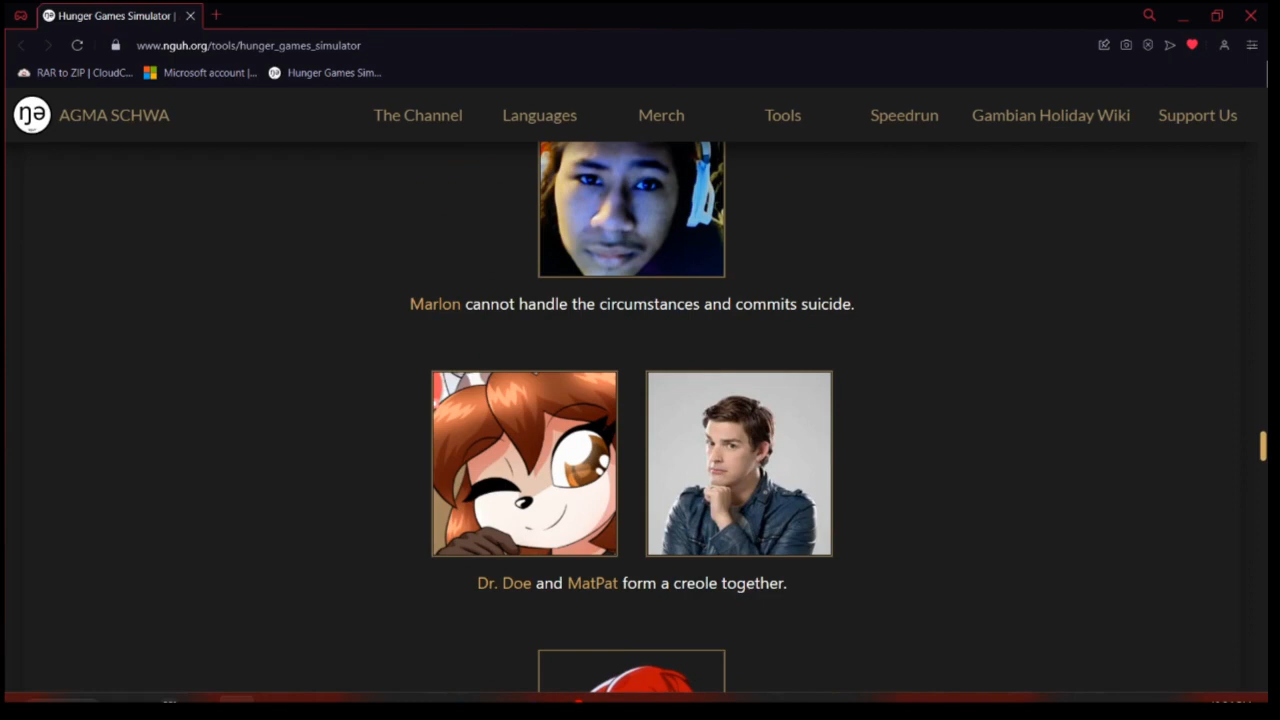 Hunger Games Simulator |
www.nguh.org/tools/hunger_games_simulator
RAR to ZIP | CloudC... Microsoft account |... Hunger Games Sim...
ŋə AGMA SCHWA The Channel Languages Merch Tools Speedrun Gambian Holiday Wiki Support Us
Marlon cannot handle the circumstances and commits suicide.
Dr. Doe and MatPat form a creole together.